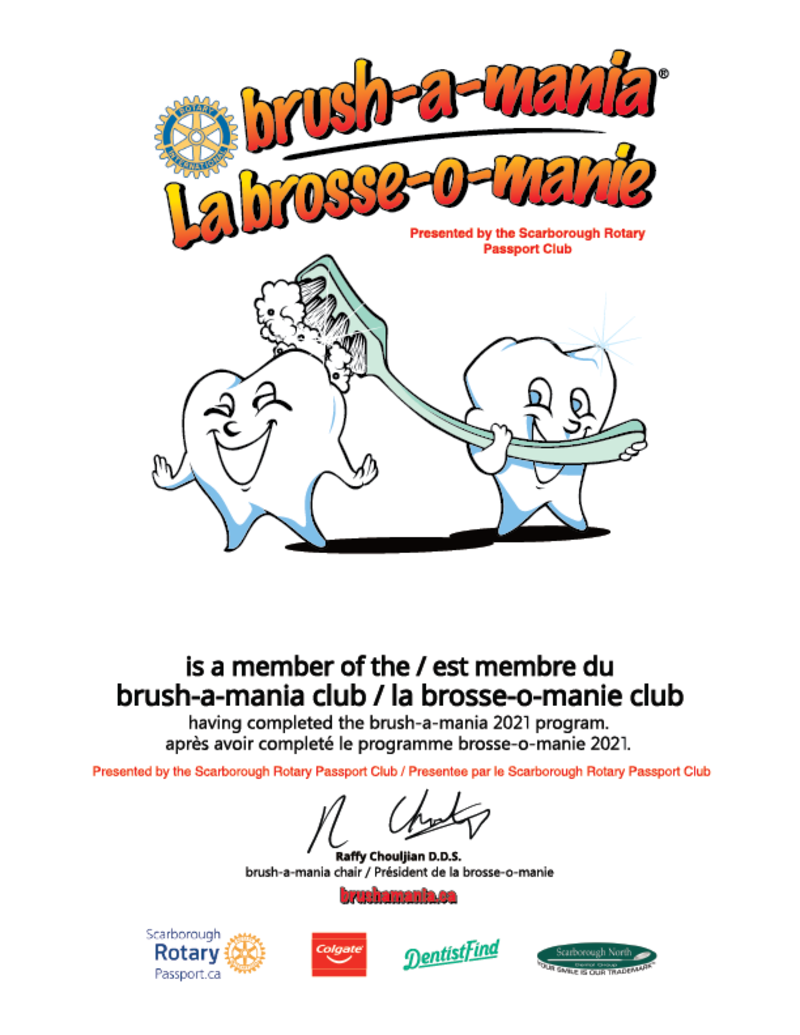 ROTARY
INTERNATIONAL
brush-a-mania®
La brosse-o-manie
Presented by the Scarborough Rotary
Passport Club
is a member of the / est membre du
brush-a-mania club / la brosse-o-manie club
having completed the brush-a-mania 2021 program.
après avoir completé le programme brosse-o-manie 2021.
Presented by the Scarborough Rotary Passport Club / Presentee par le Scarborough Rotary Passport Club
Raffy Chouljian D.D.S.
brush-a-mania chair / Président de la brosse-o-manie
brushamania.ca
Scarborough
Rotary
Passport.ca
Colgate
DentistFind
Scarborough North
Dental Group
YOUR SMILE IS OUR TRADEMARK